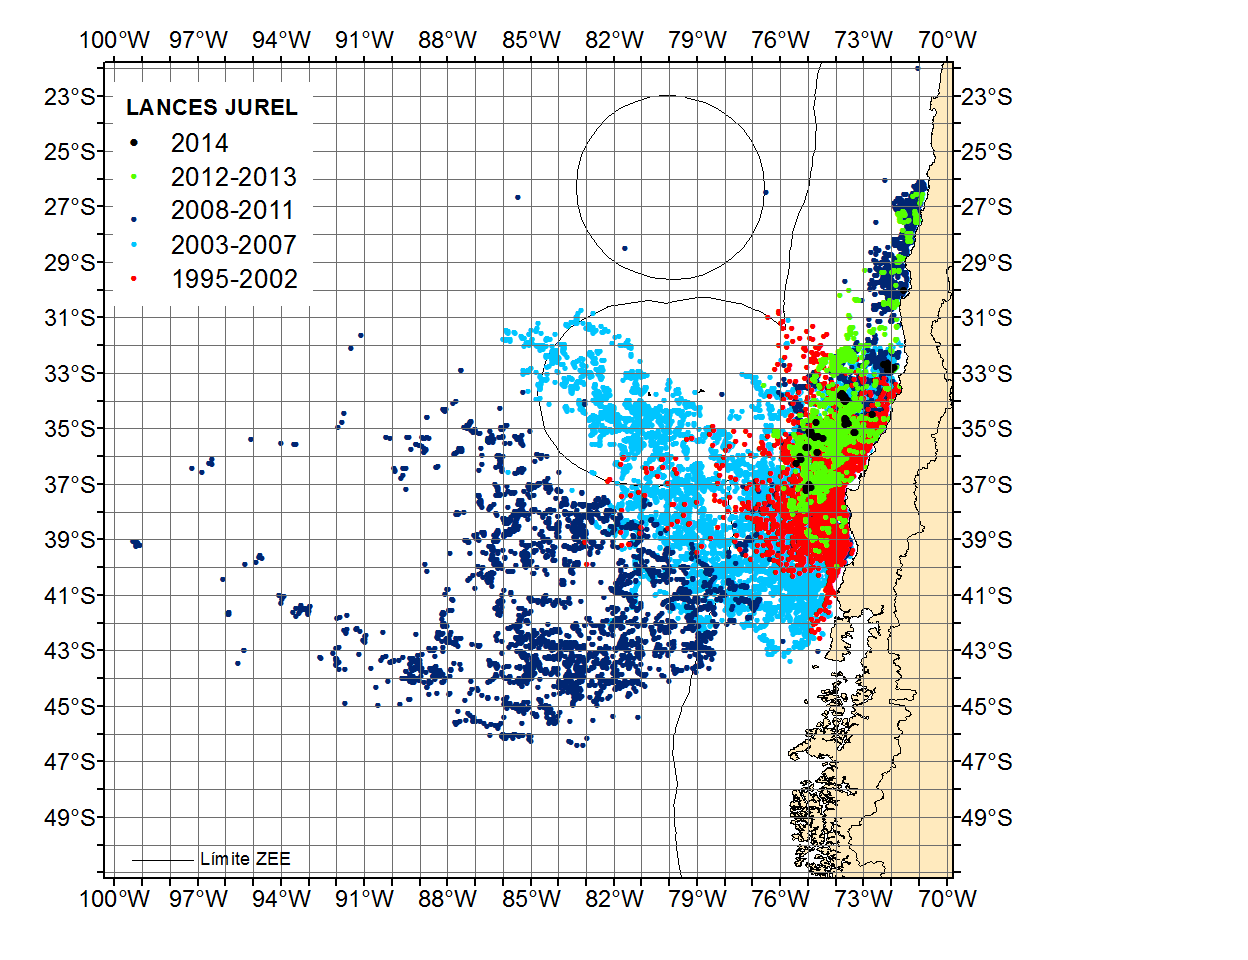 100°W 97°W 94°W 91°W 88°W 85°W 82°W 79°W 76°W 73°W 70°W
23°S 23°S
LANCES JUREL
2014
25°S 25°S
2012-2013
27°S 27°S
2008-2011
2003-2007
29°S 29°S
1995-2002
31°S 31°S
33°S 33°S
35°S 35°S
37°S 37°S
39°S 39°S
41°S 41°S
43°S 43°S
45°S 45°S
47°S 47°S
49°S 49°S
Límite ZEE
100°W 97°W 94°W 91°W 88°W 85°W 82°W 79°W 76°W 73°W 70°W